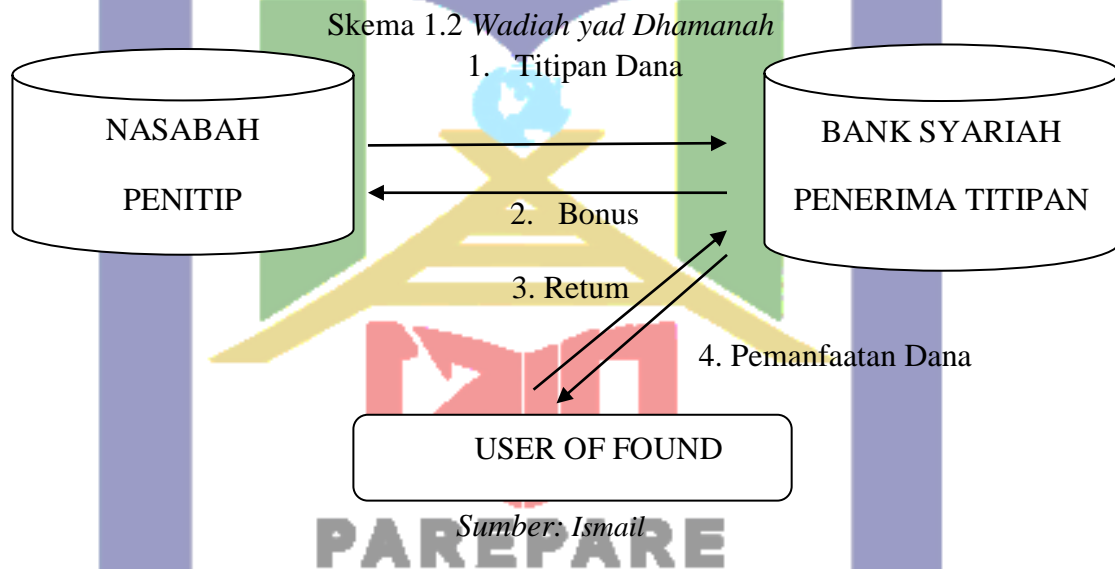 Skema 1.2 Wadiah yad Dhamanah
1. Titipan Dana
NASABAH
PENITIP
BANK SYARIAH
PENERIMA TITIPAN
2. Bonus
3. Retum
4. Pemanfaatan Dana
USER OF FOUND
Sumber: Ismail
PAREPARE